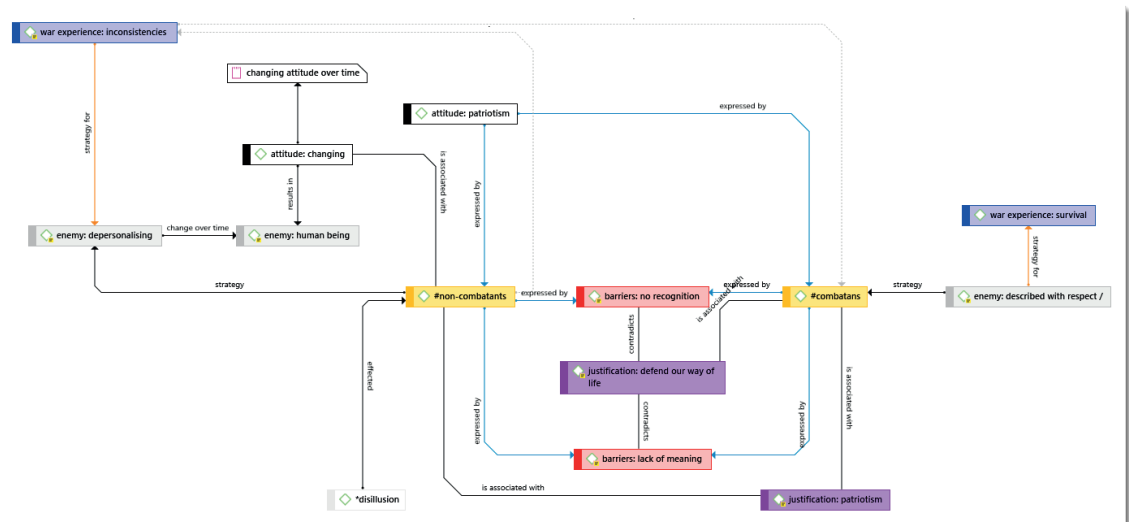 war experience: inconsistencies
changing attitude over time
attitude: patriotism
expressed by
strategy for
attitude: changing
is associated with
results in
expressed by
war experience: survival
enemy: depersonalising
change over time
enemy: human being
strategy for
strategy
#non-combatants
expressed by
barriers: no recognition
expressed by
is associated with
#combatans
strategy
enemy: described with respect /
contradicts
effected
justification: defend our way of
life
is associated with
contradicts
expressed by
expressed by
barriers: lack of meaning
is associated with
*disillusion
justification: patriotism